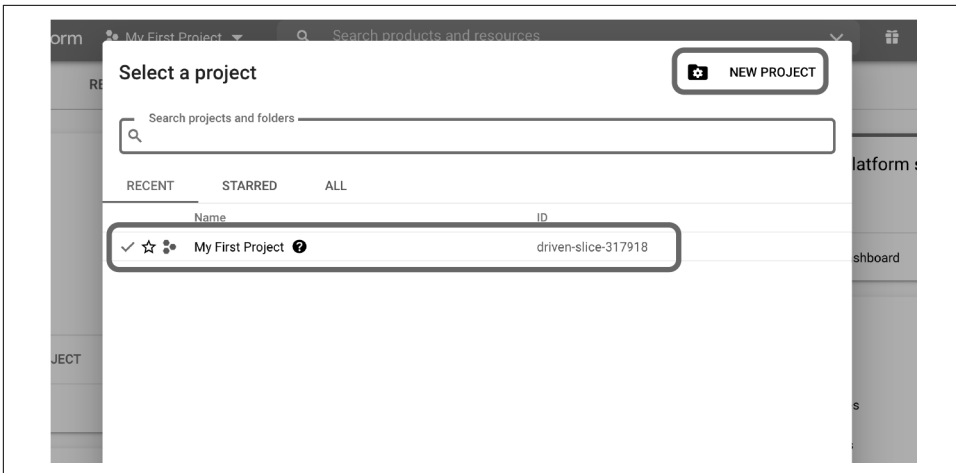 orm My First Project Search products and resources
Select a project
NEW PROJECT
RE
Search projects and folders
latform s
RECENT STARRED ALL
Name ID
My First Project driven-slice-317918
shboard
JECT
s